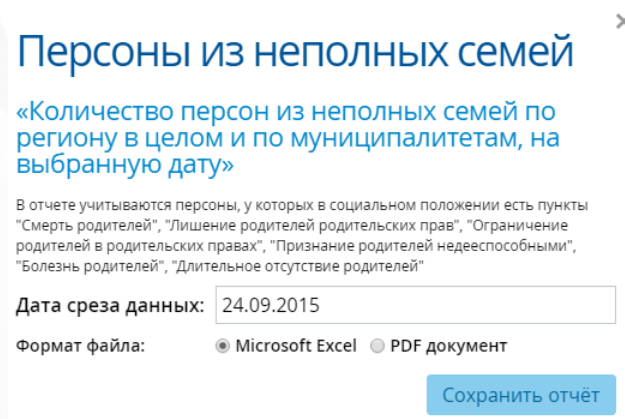 Персоны из неполных семей
«Количество персон из неполных семей по
региону в целом и по муниципалитетам, на
выбранную дату»
В отчете учитываются персоны, у которых в социальном положении есть пункты
"Смерть родителей", "Лишение родителей родительских прав", "Ограничение
родителей в родительских правах", "Признание родителей недееспособными",
"Болезнь родителей", "Длительное отсутствие родителей"
Дата среза данных: 24.09.2015
Формат файла: Microsoft Excel PDF документ
Сохранить отчёт